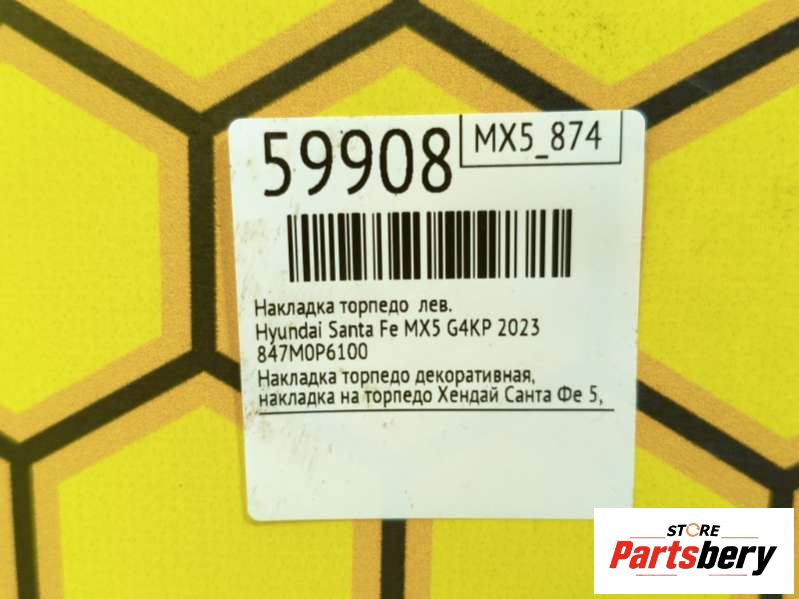 59908
MX5_874
Накладка торпедо лев.
Hyundai Santa Fe MX5 G4KP 2023
847M0P6100
Накладка торпедо декоративная,
накладка на торпедо Хендай Санта Фе 5,
STORE
Partsbery